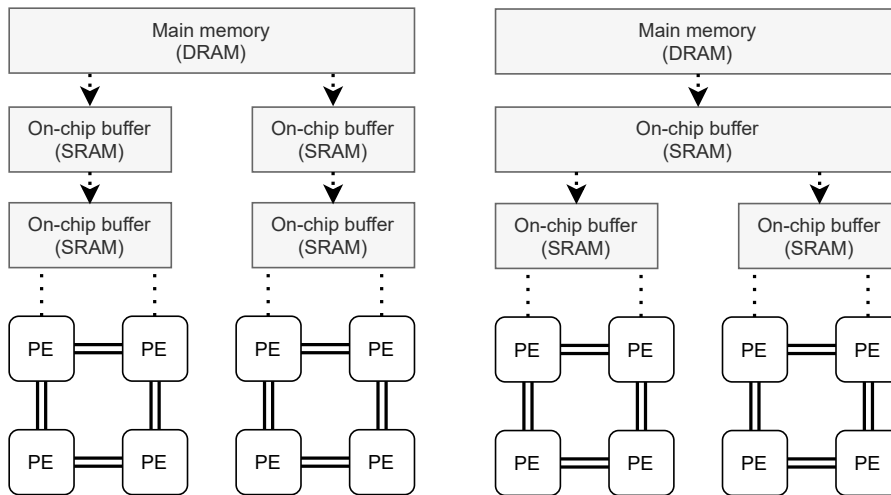 Main memory
(DRAM)
On-chip buffer
(SRAM)
On-chip buffer
(SRAM)
On-chip buffer
(SRAM)
On-chip buffer
(SRAM)
PE
PE
PE
PE
PE
PE
PE
PE
Main memory
(DRAM)
On-chip buffer
(SRAM)
On-chip buffer
(SRAM)
On-chip buffer
(SRAM)
PE
PE
PE
PE
PE
PE
PE
PE